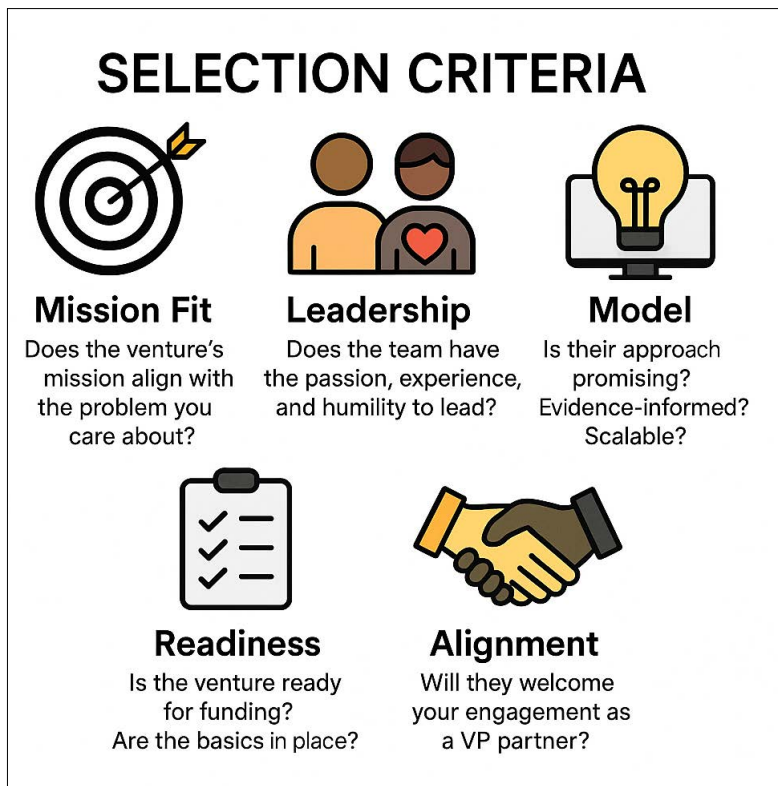 SELECTION CRITERIA
Mission Fit
Does the venture's
mission align with
the problem you
care about?
Leadership
Does the team have
the passion, experience,
and humility to lead?
Model
Is their approach
promising?
Evidence-informed?
Scalable?
Readiness
Is the venture ready
for funding?
Are the basics in place?
Alignment
Will they welcome
your engagement as
a VP partner?